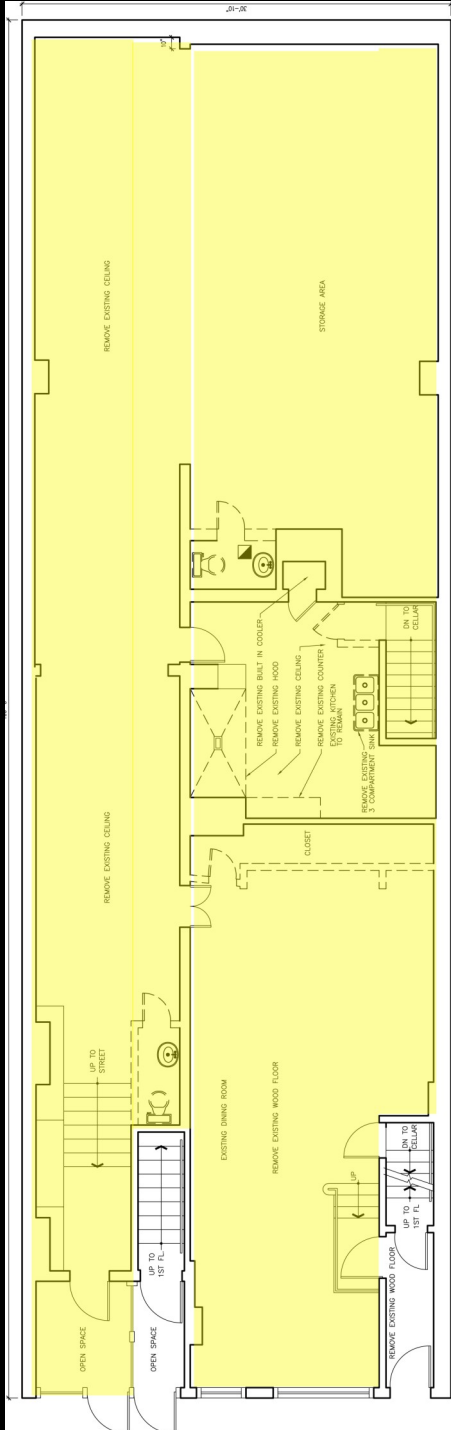 30'-10"
10"
REMOVE EXISTING CEILING
STORAGE AREA
REMOVE EXISTING BUILT IN COOLER
REMOVE EXISTING HOOD
REMOVE EXISTING CEILING
REMOVE EXISTING COUNTER
EXISTING KITCHEN
TO REMAIN
REMOVE EXISTING
3 COMPARTMENT SINK
DN TO
CELLAR
REMOVE EXISTING CEILING
CLOSET
UP TO
STREET
EXISTING DINING ROOM
REMOVE EXISTING WOOD FLOOR
UP TO
1ST FL.
UP
DN TO
CELLAR
UP TO
1ST FL
OPEN SPACE
OPEN SPACE
REMOVE EXISTING WOOD FLOOR